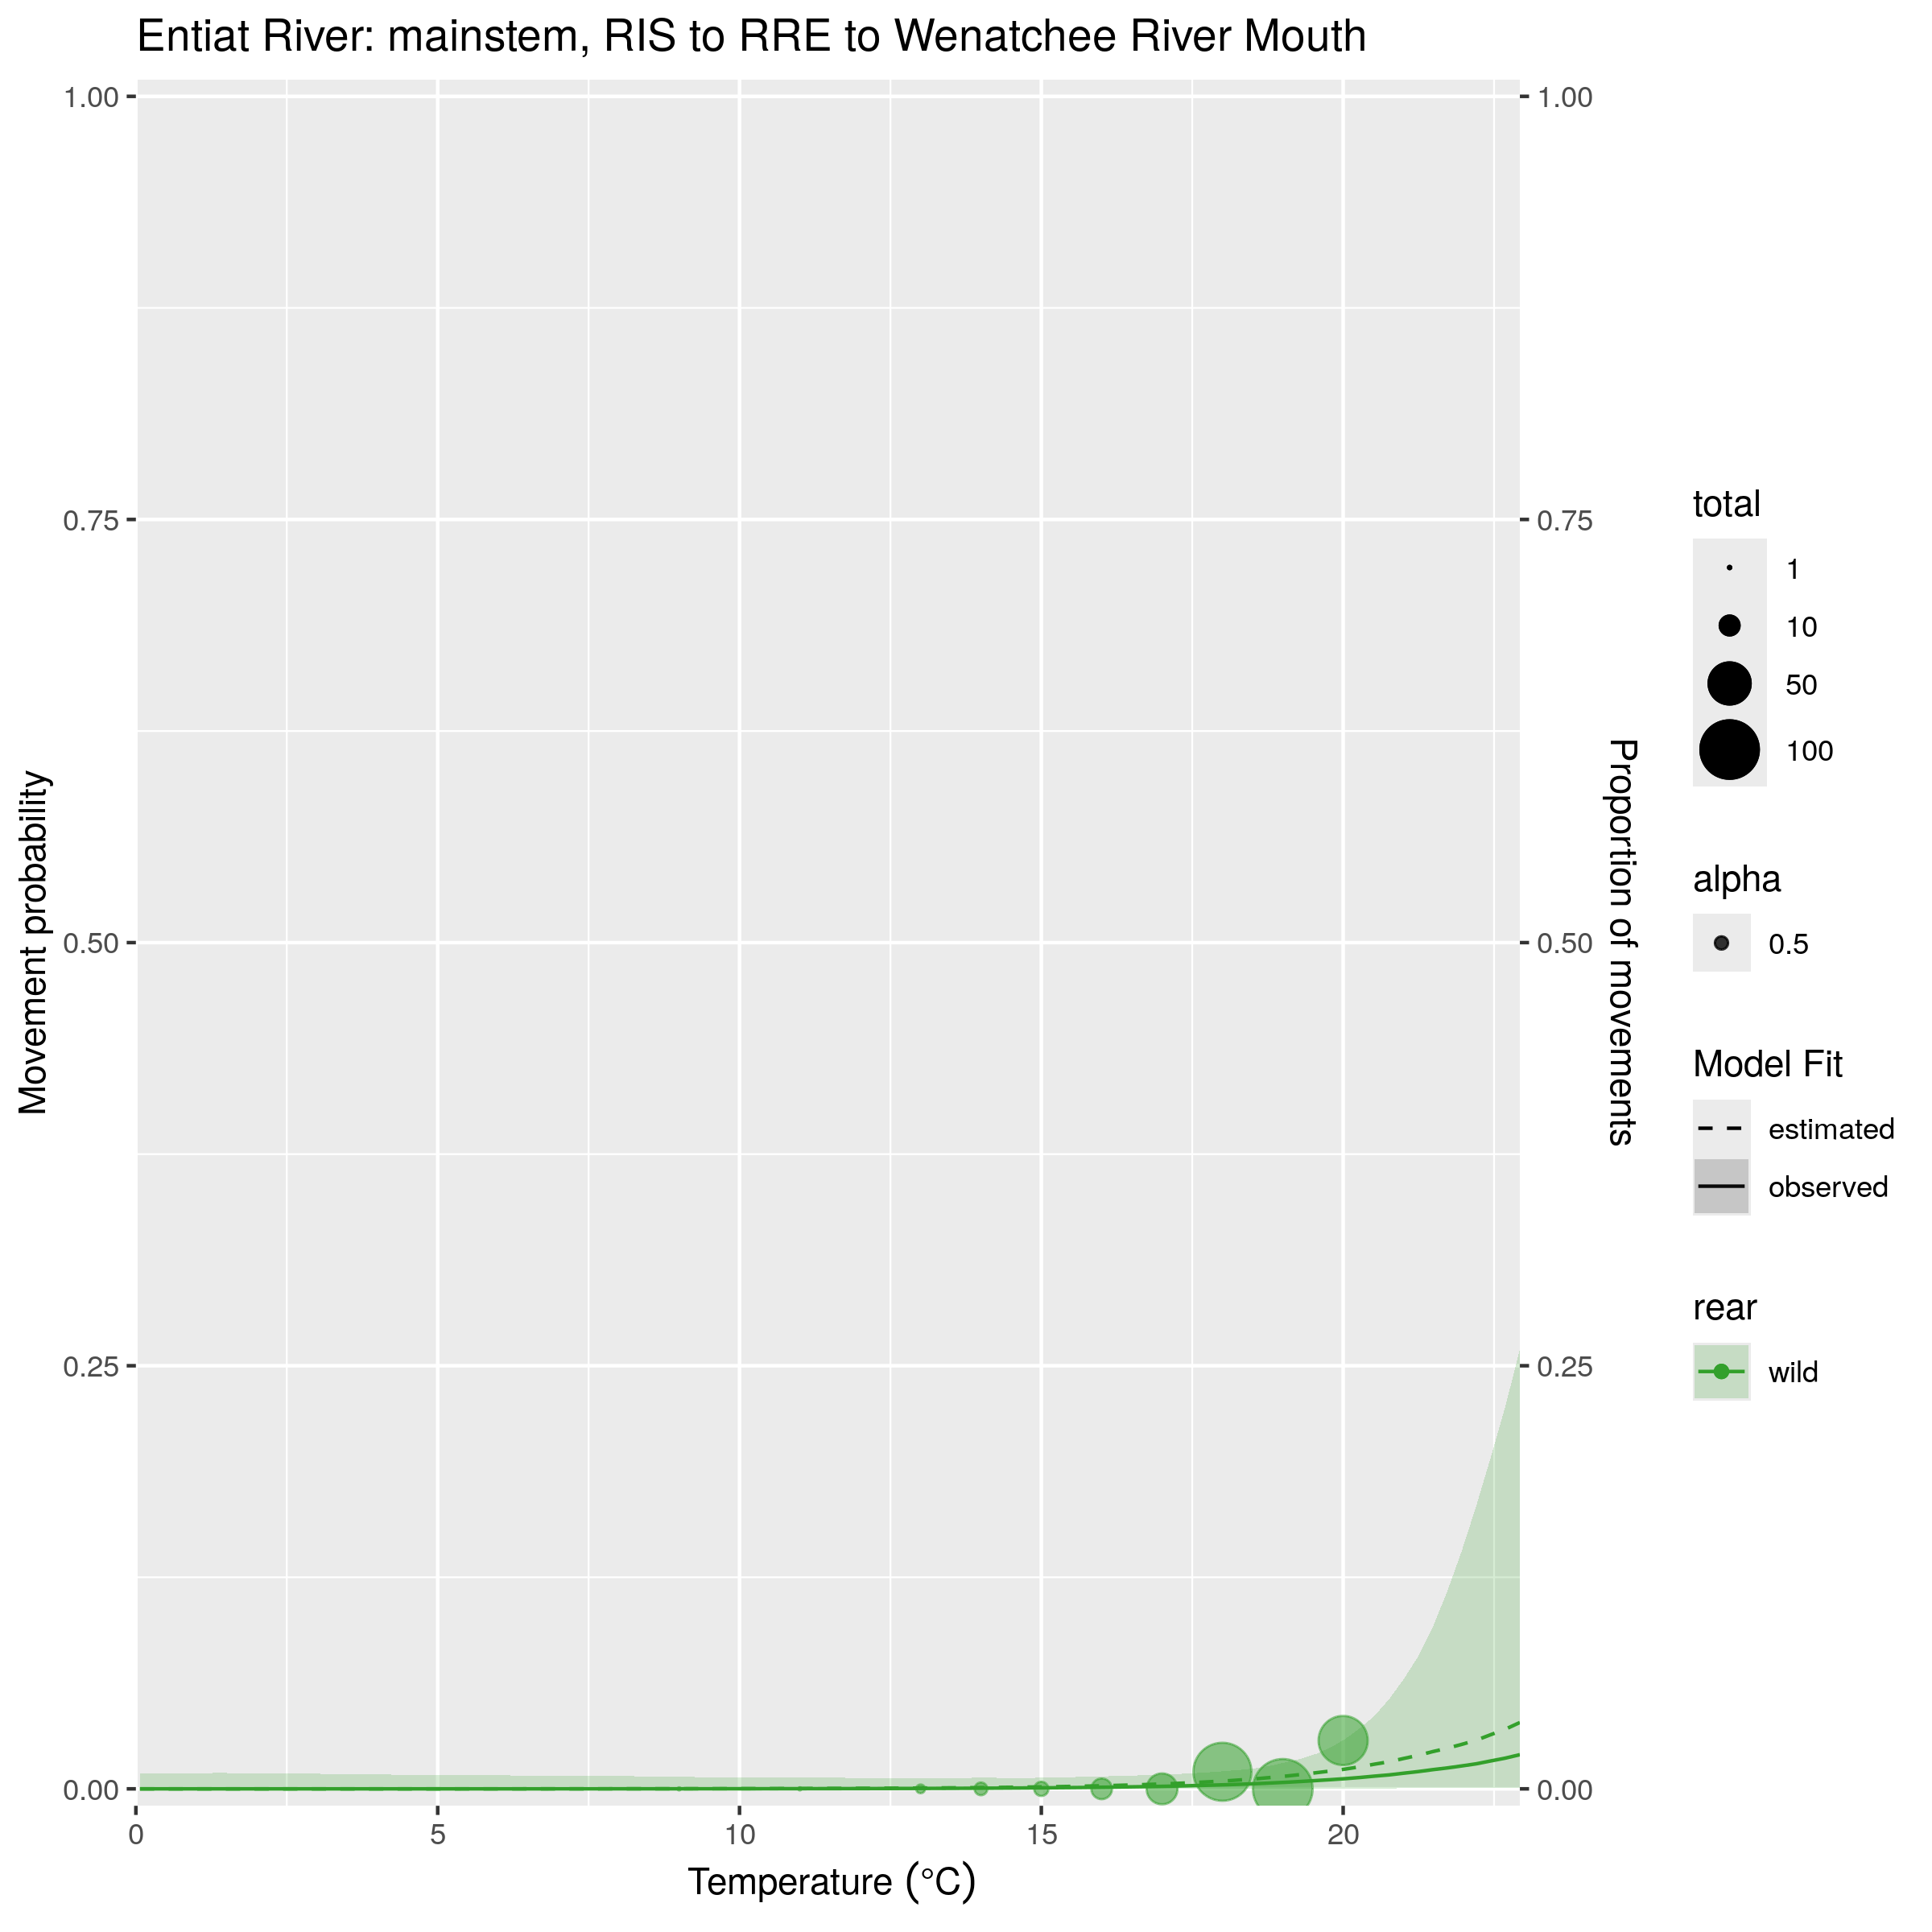 Entiat River: mainstem, RIS to RRE to Wenatchee River Mouth
1.00
0.75
0.50
0.25
0.00
Movement probability
0
5
10
15
20
Temperature (°C)
1.00
0.75
0.50
0.25
0.00
Proportion of movements
total
1
10
50
100
alpha
0.5
Model Fit
estimated
observed
rear
wild